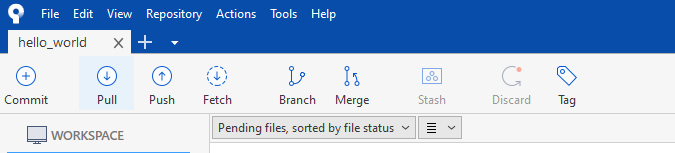 File Edit View Repository Actions Tools Help
hello_world
Commit Pull Push Fetch Branch Merge Stash Discard Tag
WORKSPACE
Pending files, sorted by file status